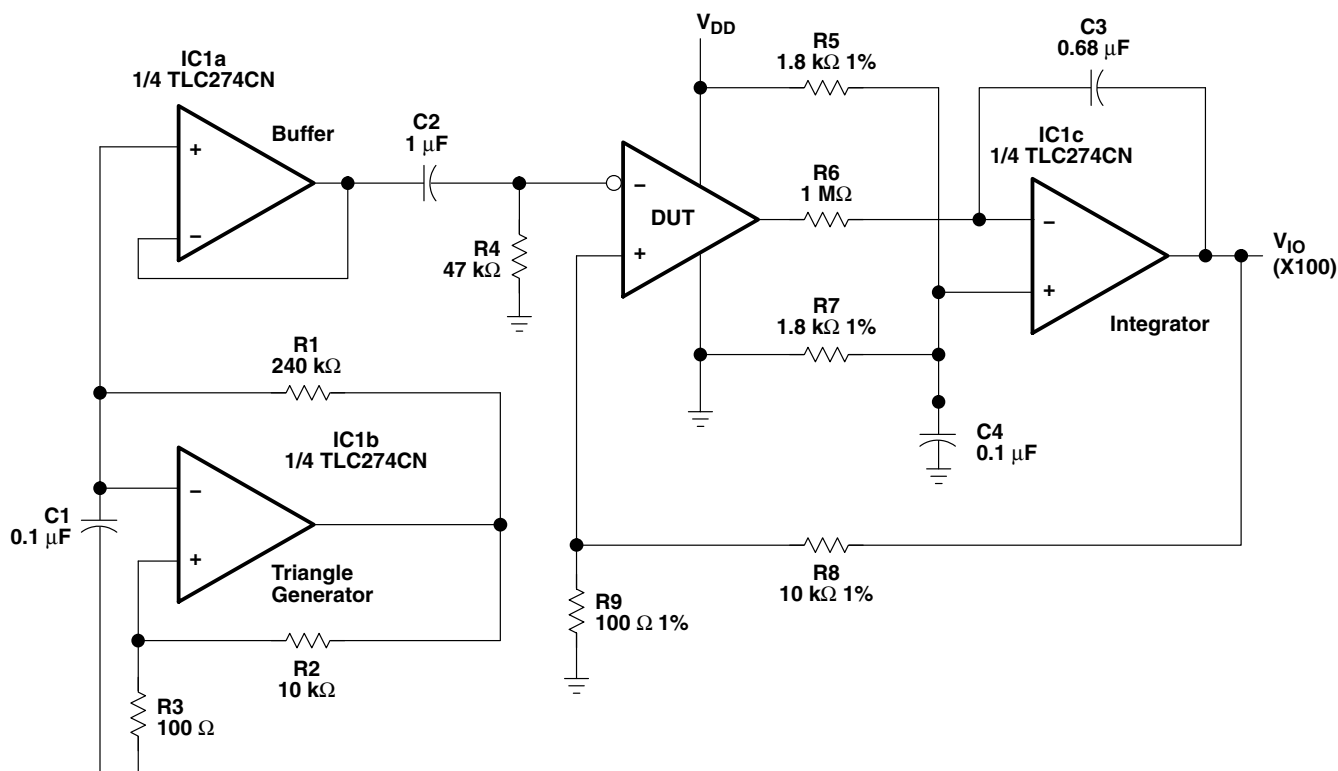 IC1a
1/4 TLC274CN
+
−
Buffer
C2
1 μF
R4
47 kΩ
VDD
R5
1.8 kΩ 1%
C3
0.68 μF
−
DUT
+
R6
1 MΩ
IC1c
1/4 TLC274CN
−
+
Integrator
VIO
(X100)
R7
1.8 kΩ 1%
C4
0.1 μF
R1
240 kΩ
IC1b
1/4 TLC274CN
C1
0.1 μF
−
+
Triangle
Generator
R2
10 kΩ
R3
100 Ω
R8
10 kΩ 1%
R9
100 Ω 1%